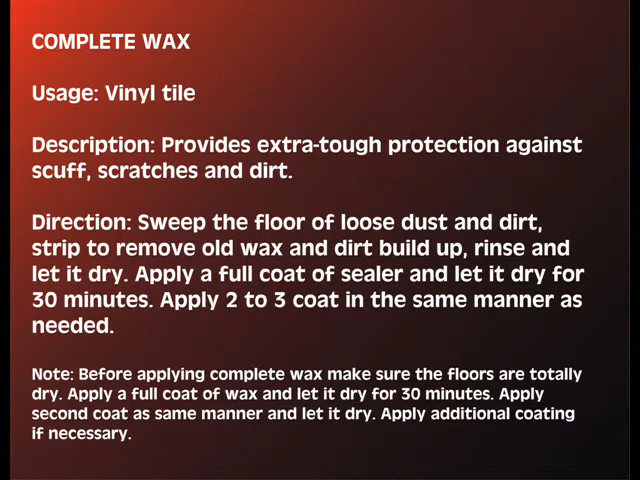 COMPLETE WAX
Usage: Vinyl tile
Description: Provides extra-tough protection against
scuff, scratches and dirt.
Direction: Sweep the floor of loose dust and dirt,
strip to remove old wax and dirt build up, rinse and
let it dry. Apply a full coat of sealer and let it dry for
30 minutes. Apply 2 to 3 coat in the same manner as
needed.
Note: Before applying complete wax make sure the floors are totally
dry. Apply a full coat of wax and let it dry for 30 minutes. Apply
second coat as same manner and let it dry. Apply additional coating
if necessary.